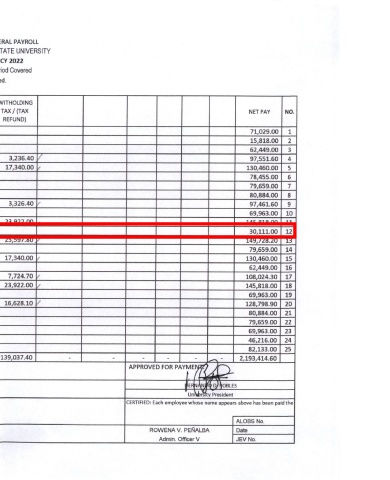 ERAL PAYROLL
STATE UNIVERSITY
CY 2022
riod Covered
ed.
WITHOLDING TAX / (TAX REFUND) NET PAY NO.
71,029.00 1
15,818.00 2
62,449.00 3
3,236.40 97,551.60 4
17,340.00 130,460.00 5
78,455.00 6
79,659.00 7
80,884.00 8
3,326.40 97,461.60 9
69,963.00 10
23,922.00 145,818.00 11
30,111.00 12
25,597.80 149,728.20 13
79,659.00 14
17,340.00 130,460.00 15
62,449.00 16
7,724.70 108,024.30 17
23,922.00 145,818.00 18
69,963.00 19
16,628.10 128,798.90 20
80,884.00 21
79,659.00 22
69,963.00 23
46,216.00 24
82,133.00 25
139,037.40 - - - - - 2,193,414.60
APPROVED FOR PAYMENT:
University President
CERTIFIED: Each employee whose name appears above has been paid the
ALOBS No.
ROWENA V. PEÑALBA Date
Admin. Officer V JEV No.